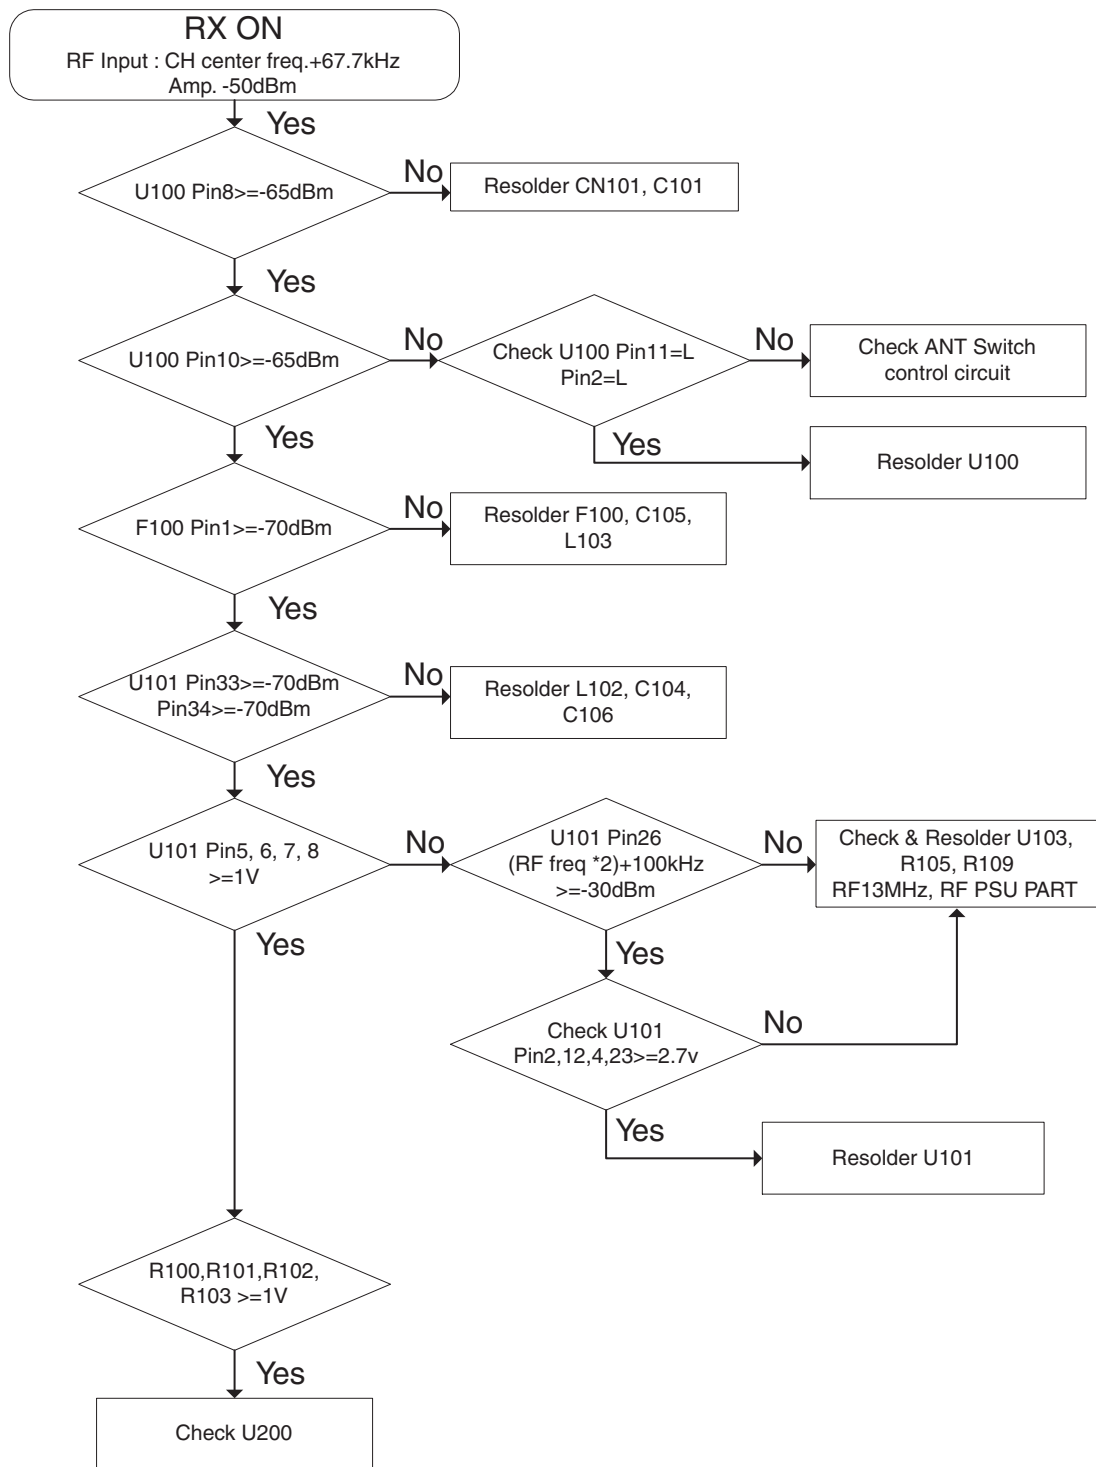 RX ON
RF Input : CH center freq.+67.7kHz
Amp. -50dBm
Yes
U100 Pin8>=-65dBm
No
Resolder CN101, C101
Yes
U100 Pin10>=-65dBm
No
Check U100 Pin11=L
Pin2=L
No
Check ANT Switch
control circuit
Yes
Resolder U100
Yes
F100 Pin1>=-70dBm
No
Resolder F100, C105,
L103
Yes
U101 Pin33>=-70dBm
Pin34>=-70dBm
No
Resolder L102, C104,
C106
Yes
U101 Pin5, 6, 7, 8
>=1V
No
U101 Pin26
(RF freq *2)+100kHz
>=-30dBm
No
Check & Resolder U103,
R105, R109
RF13MHz, RF PSU PART
Yes
Yes
Check U101
Pin2,12,4,23>=2.7v
No
Yes
Resolder U101
R100,R101,R102,
R103 >=1V
Yes
Check U200